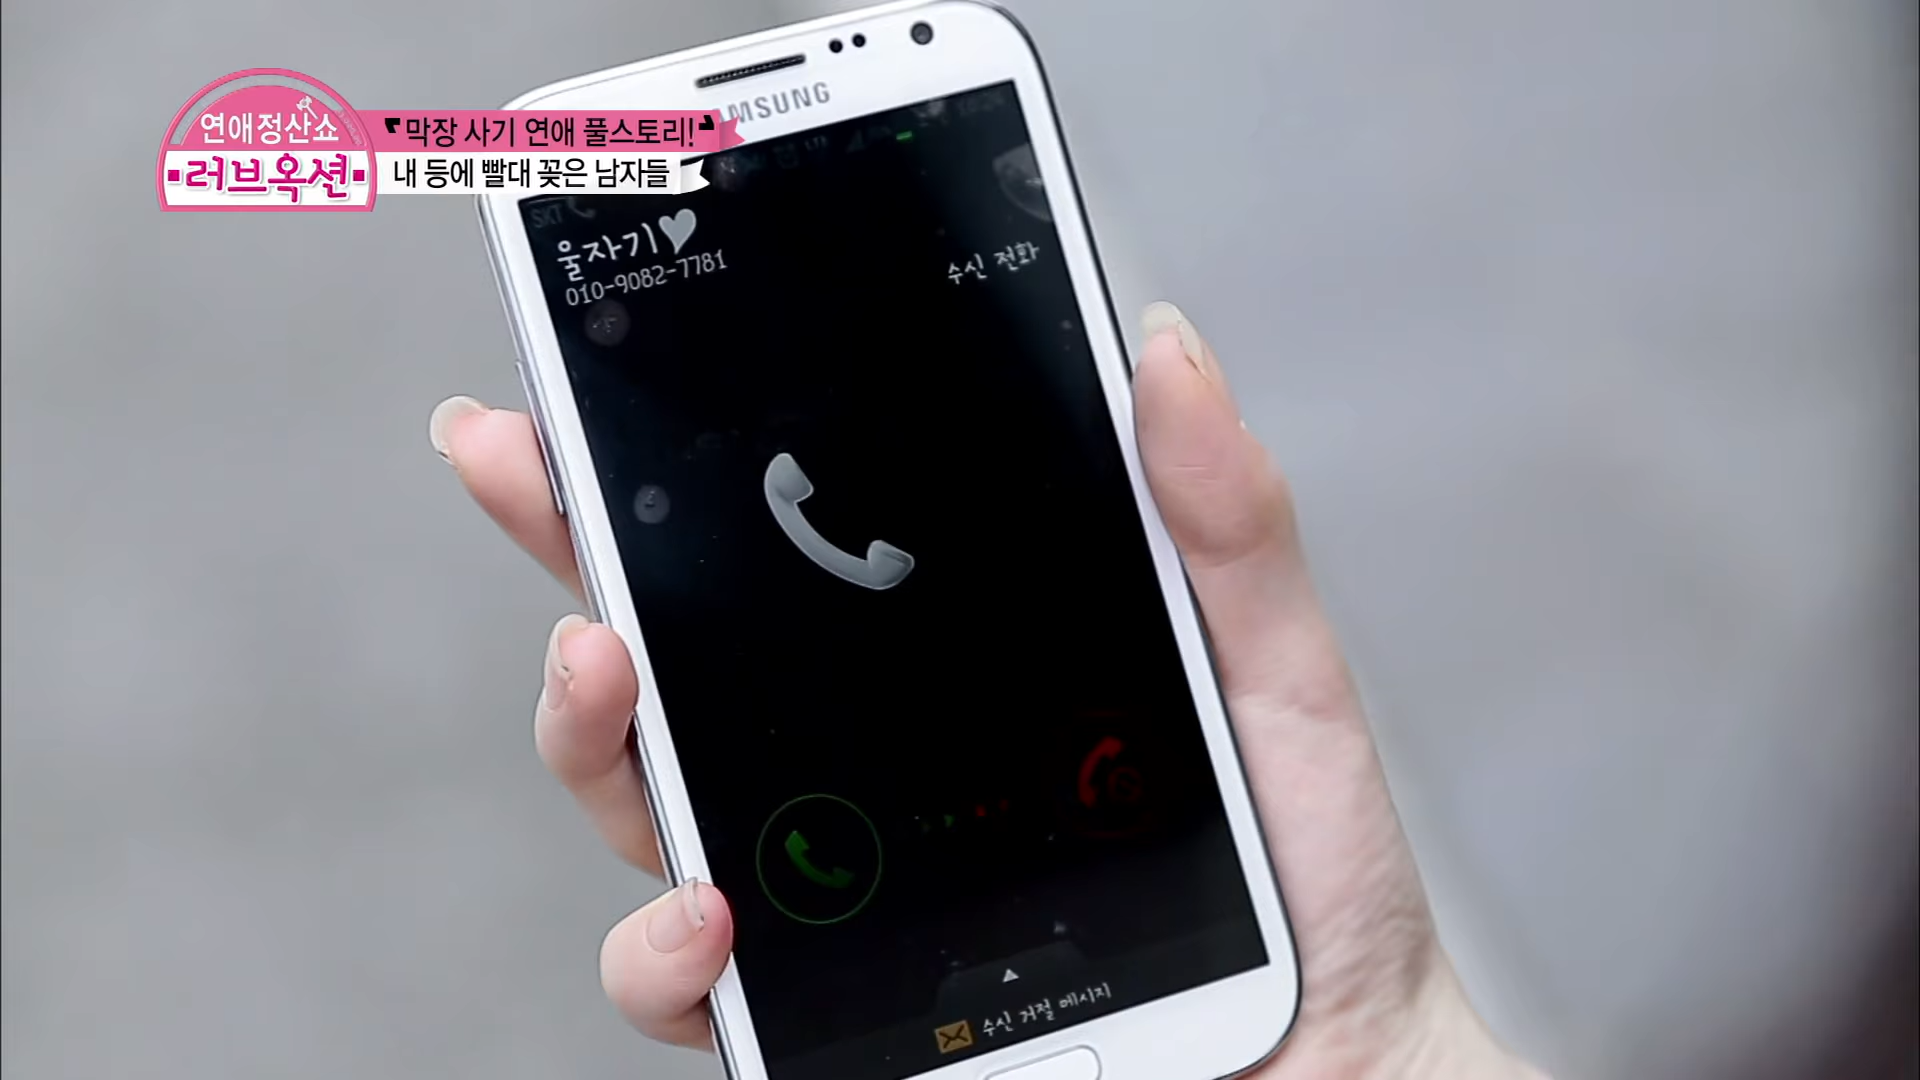 연애정산쇼
러브옥션
『막장 사기 연애 풀스토리!』
내 등에 빨대 꽂은 남자들
SAMSUNG
SKT
울자기♥
010-9082-7781
수신 전화
수신 거절 메시지